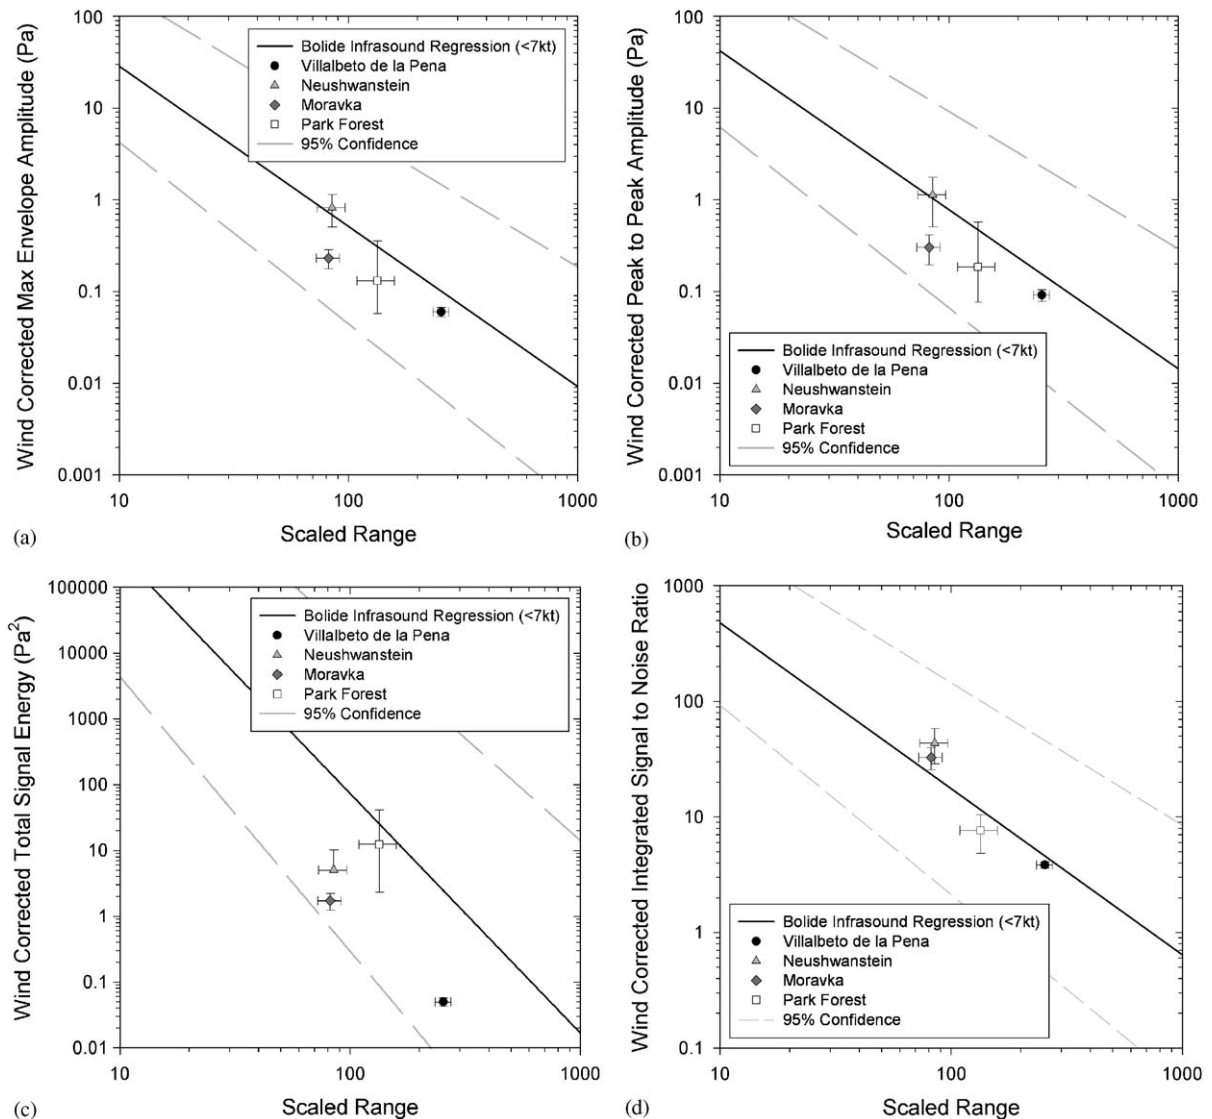 Wind Corrected Max Envelope Amplitude (Pa)
100
10
1
0.1
0.01
0.001
Bolide Infrasound Regression (<7kt)
Villalbeto de la Pena
Neushwanstein
Moravka
Park Forest
95% Confidence
10
100
1000
Scaled Range
(a)
Wind Corrected Peak to Peak Amplitude (Pa)
100
10
1
0.1
0.01
0.001
Bolide Infrasound Regression (<7kt)
Villalbeto de la Pena
Neushwanstein
Moravka
Park Forest
95% Confidence
10
100
1000
Scaled Range
(b)
Wind Corrected Total Signal Energy (Pa²)
100000
10000
1000
100
10
1
0.1
0.01
Bolide Infrasound Regression (<7kt)
Villalbeto de la Pena
Neushwanstein
Moravka
Park Forest
95% Confidence
10
100
1000
Scaled Range
(c)
Wind Corrected Integrated Signal to Noise Ratio
1000
100
10
1
0.1
Bolide Infrasound Regression (<7kt)
Villalbeto de la Pena
Neushwanstein
Moravka
Park Forest
95% Confidence
10
100
1000
Scaled Range
(d)